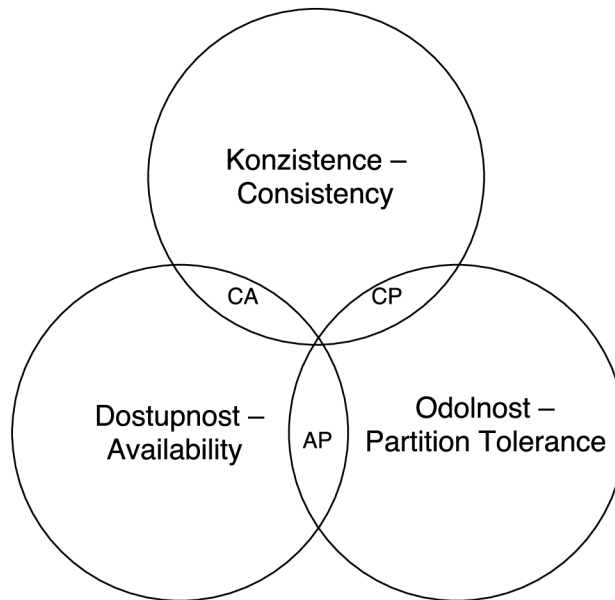 Konzistence –
Consistency
CA
CP
Dostupnost –
Availability
AP
Odolnost –
Partition Tolerance